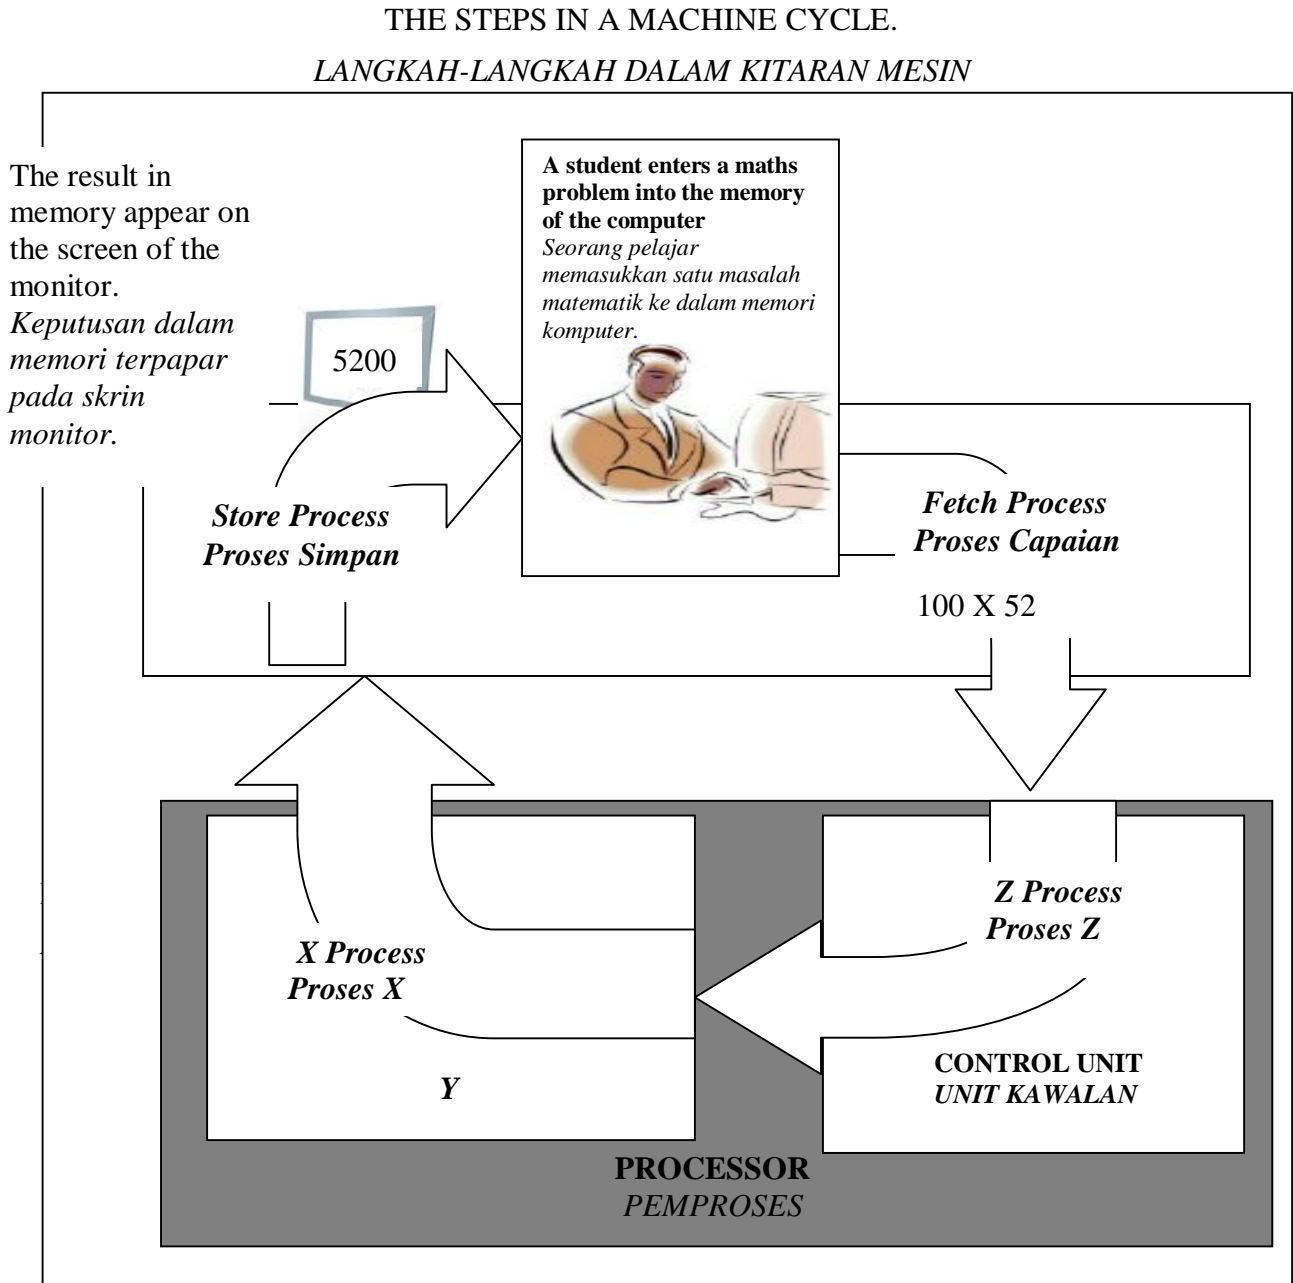 THE STEPS IN A MACHINE CYCLE.
LANGKAH-LANGKAH DALAM KITARAN MESIN
The result in
memory appear on
the screen of the
monitor.
Keputusan dalam
memori terpapar
pada skrin
monitor.
5200
A student enters a maths
problem into the memory
of the computer
Seorang pelajar
memasukkan satu masalah
matematik ke dalam memori
komputer.
Store Process
Proses Simpan
Fetch Process
Proses Capaian
100 X 52
Z Process
Proses Z
X Process
Proses X
Y
CONTROL UNIT
UNIT KAWALAN
PROCESSOR
PEMPROSES